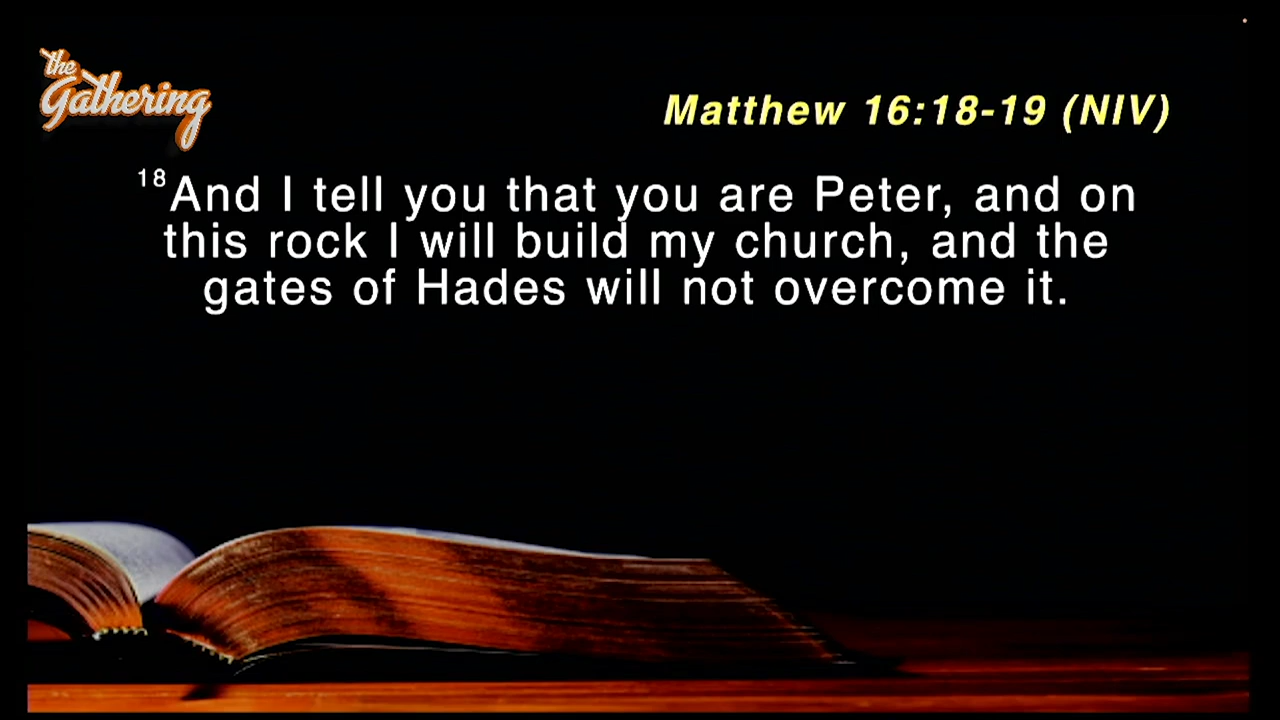 the
Gathering
Matthew 16:18-19 (NIV)
18And I tell you that you are Peter, and on
this rock I will build my church, and the
gates of Hades will not overcome it.